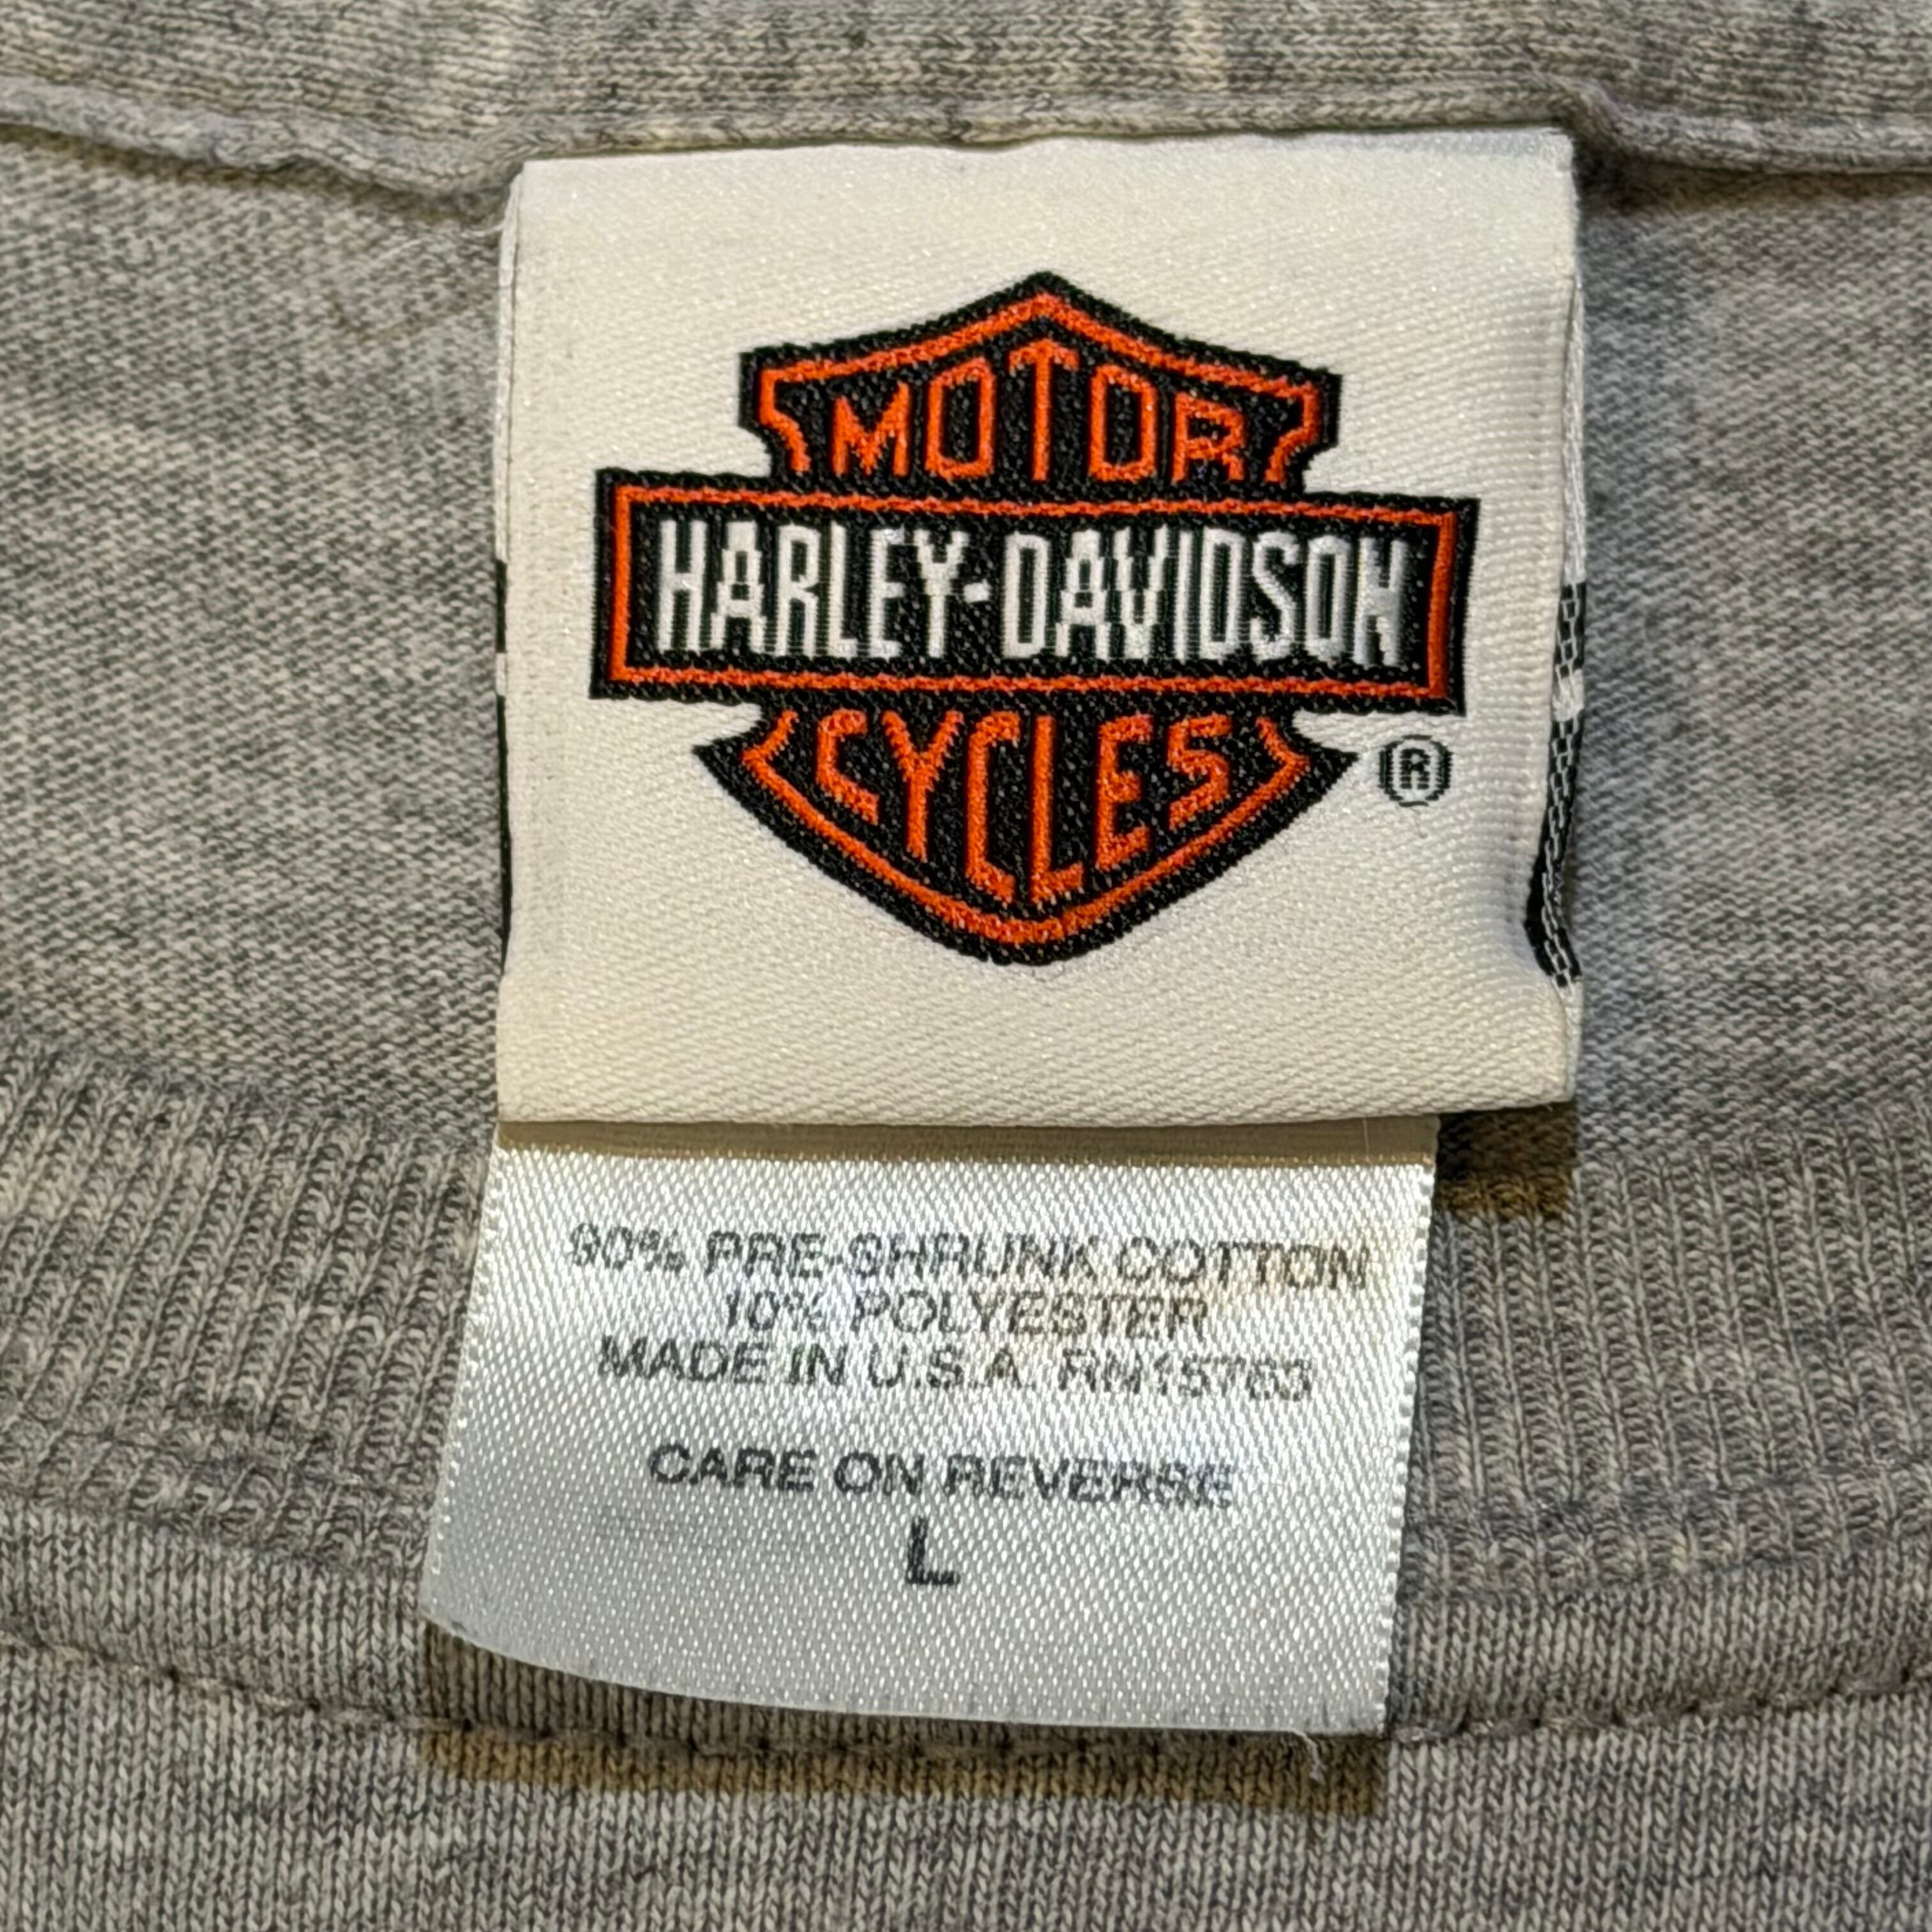 MOTOR
HARLEY-DAVIDSON
CYCLES
®
90% PRE-SHRUNK COTTON
10% POLYESTER
MADE IN U.S.A. RN15763
CARE ON REVERSE
L